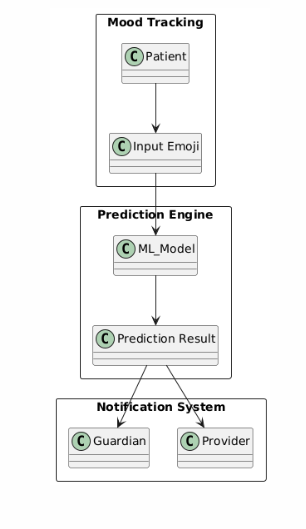 Mood Tracking
C Patient
C Input Emoji
Prediction Engine
C ML_Model
C Prediction Result
Notification System
C Guardian
C Provider